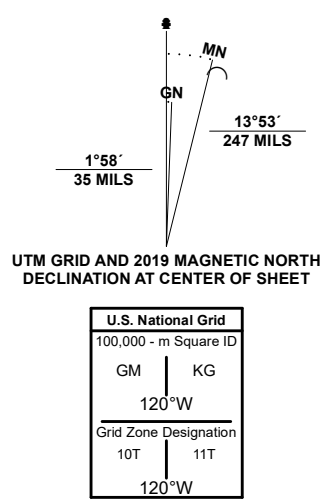 MN
GN
13°53´
247 MILS
1°58´
35 MILS
UTM GRID AND 2019 MAGNETIC NORTH
DECLINATION AT CENTER OF SHEET
U.S. National Grid
100,000 - m Square ID
GM KG
120°W
Grid Zone Designation
10T 11T
120°W